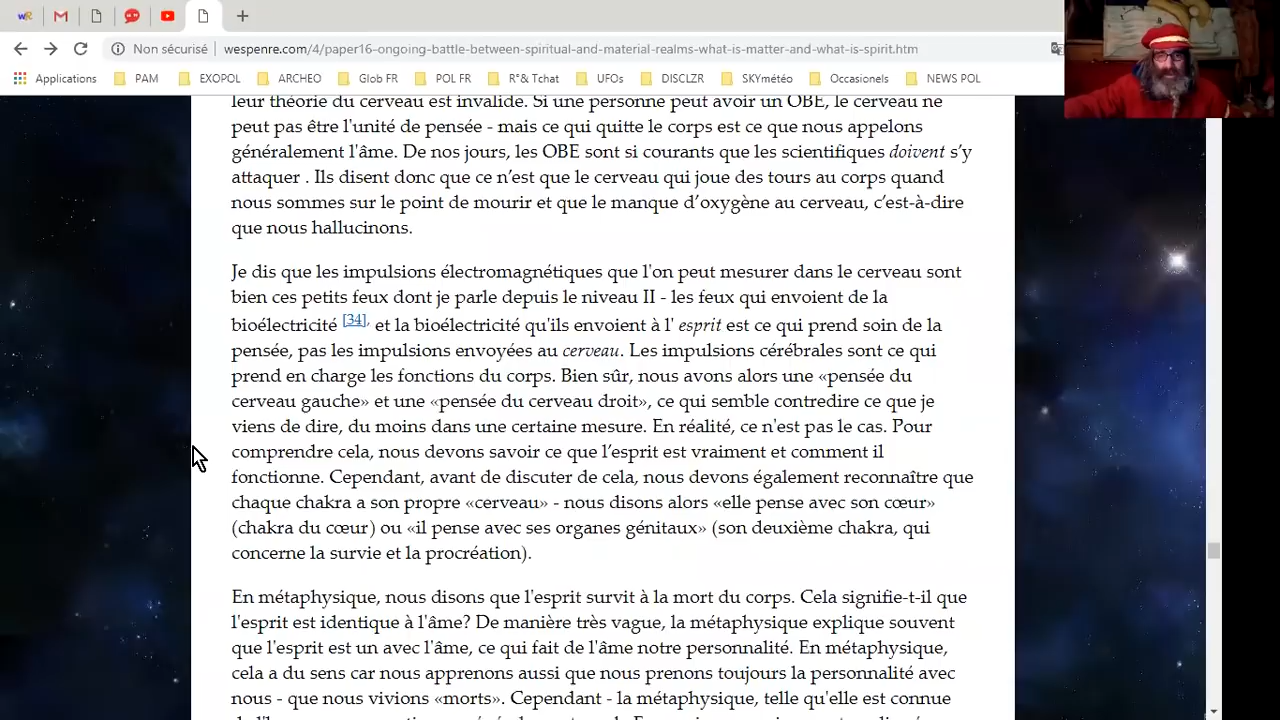 Non sécurisé
wespenre.com/4/paper16-ongoing-battle-between-spiritual-and-material-realms-what-is-matter-and-what-is-spirit.htm
Applications PAM EXOPOL ARCHEO Glob FR POL FR R°& Tchat UFOs DISCLZR SKYmétéo Occasionels NEWS POL
leur théorie du cerveau est invalide. Si une personne peut avoir un OBE, le cerveau ne
peut pas être l'unité de pensée - mais ce qui quitte le corps est ce que nous appelons
généralement l'âme. De nos jours, les OBE sont si courants que les scientifiques doivent s’y
attaquer . Ils disent donc que ce n’est que le cerveau qui joue des tours au corps quand
nous sommes sur le point de mourir et que le manque d’oxygène au cerveau, c’est-à-dire
que nous hallucinons.
Je dis que les impulsions électromagnétiques que l'on peut mesurer dans le cerveau sont
bien ces petits feux dont je parle depuis le niveau II - les feux qui envoient de la
bioélectricité [34], et la bioélectricité qu'ils envoient à l' esprit est ce qui prend soin de la
pensée, pas les impulsions envoyées au cerveau. Les impulsions cérébrales sont ce qui
prend en charge les fonctions du corps. Bien sûr, nous avons alors une «pensée du
cerveau gauche» et une «pensée du cerveau droit», ce qui semble contredire ce que je
viens de dire, du moins dans une certaine mesure. En réalité, ce n'est pas le cas. Pour
comprendre cela, nous devons savoir ce que l’esprit est vraiment et comment il
fonctionne. Cependant, avant de discuter de cela, nous devons également reconnaître que
chaque chakra a son propre «cerveau» - nous disons alors «elle pense avec son cœur»
(chakra du cœur) ou «il pense avec ses organes génitaux» (son deuxième chakra, qui
concerne la survie et la procréation).
En métaphysique, nous disons que l'esprit survit à la mort du corps. Cela signifie-t-il que
l'esprit est identique à l'âme? De manière très vague, la métaphysique explique souvent
que l'esprit est un avec l'âme, ce qui fait de l'âme notre personnalité. En métaphysique,
cela a du sens car nous apprenons aussi que nous prenons toujours la personnalité avec
nous - que nous vivions «morts». Cependant - la métaphysique, telle qu'elle est connue